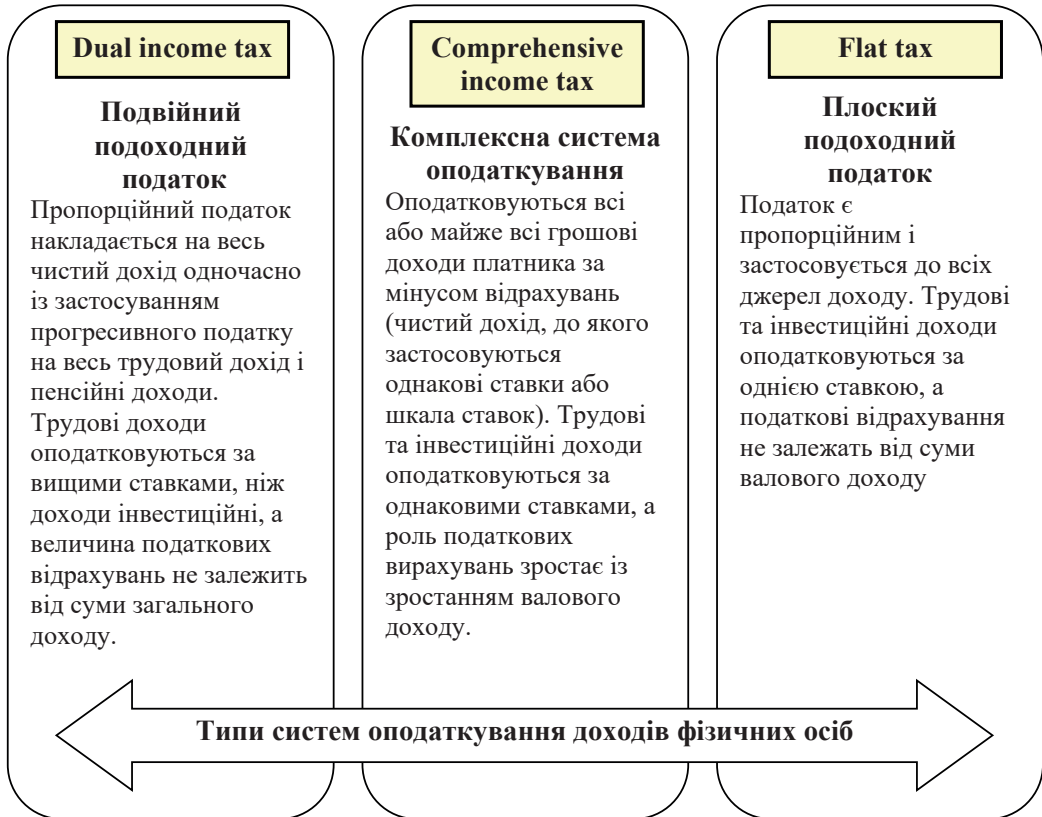 Dual income tax
Подвійний
подоходний
податок
Пропорційний податок
накладається на весь
чистий дохід одночасно
із застосуванням
прогресивного податку
на весь трудовий дохід і
пенсійні доходи.
Трудові доходи
оподатковуються за
вищими ставками, ніж
доходи інвестиційні, а
величина податкових
відрахувань не залежить
від суми загального
доходу.
Comprehensive
income tax
Комплексна система
оподаткування
Оподатковуються всі
або майже всі грошові
доходи платника за
мінусом відрахувань
(чистий дохід, до якого
застосовуються
однакові ставки або
шкала ставок). Трудові
та інвестиційні доходи
оподатковуються за
однаковими ставками, а
роль податкових
вирахувань зростає із
зростанням валового
доходу.
Flat tax
Плоский
подоходний
податок
Податок є
пропорційним і
застосовується до всіх
джерел доходу. Трудові
та інвестиційні доходи
оподатковуються за
однією ставкою, а
податкові відрахування
не залежать від суми
валового доходу
Типи систем оподаткування доходів фізичних осіб